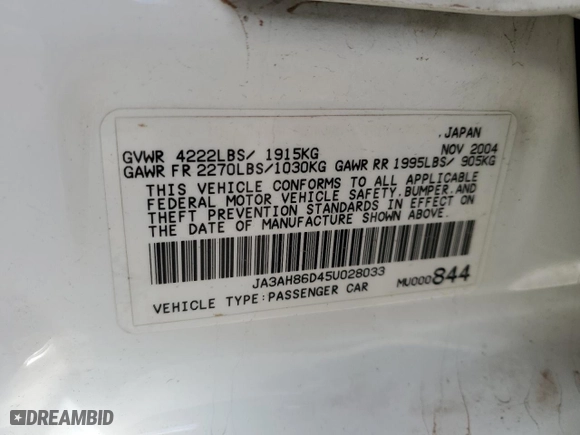 .JAPAN
GVWR 4222LBS/ 1915KG NOV 2004
GAWR FR 2270LBS/1030KG GAWR RR 1995LBS/ 905KG
THIS VEHICLE CONFORMS TO ALL APPLICABLE
FEDERAL MOTOR VEHICLE SAFETY,BUMPER,AND
THEFT PREVENTION STANDARDS IN EFFECT ON
THE DATE OF MANUFACTURE SHOWN ABOVE.
JA3AH86D45U028033
VEHICLE TYPE:PASSENGER CAR MU000844
DREAMBID